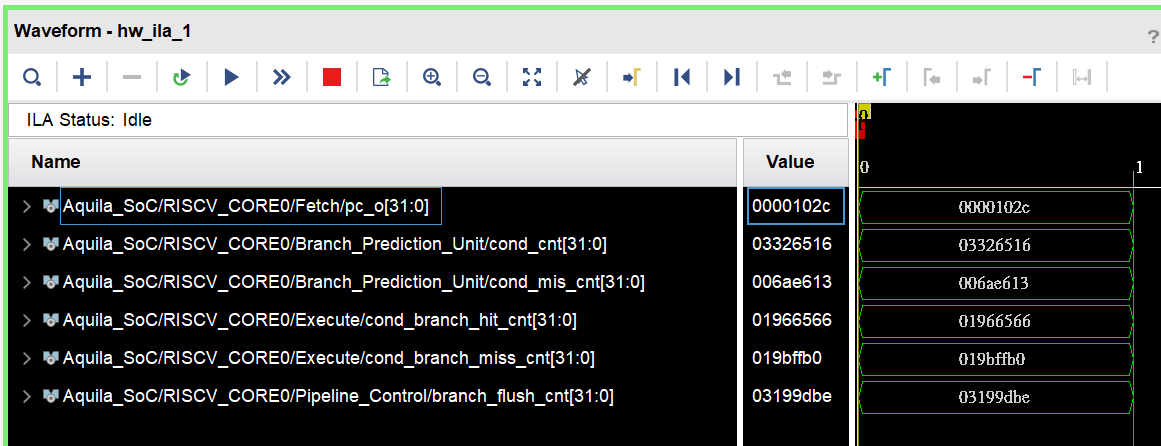 Waveform - hw_ila_1
?
ILA Status: Idle
Name Value
0 1
Aquila_SoC/RISCV_CORE0/Fetch/pc_o[31:0] 0000102c 0000102c
Aquila_SoC/RISCV_CORE0/Branch_Prediction_Unit/cond_cnt[31:0] 03326516 03326516
Aquila_SoC/RISCV_CORE0/Branch_Prediction_Unit/cond_mis_cnt[31:0] 006ae613 006ae613
Aquila_SoC/RISCV_CORE0/Execute/cond_branch_hit_cnt[31:0] 01966566 01966566
Aquila_SoC/RISCV_CORE0/Execute/cond_branch_miss_cnt[31:0] 019bffb0 019bffb0
Aquila_SoC/RISCV_CORE0/Pipeline_Control/branch_flush_cnt[31:0] 03199dbe 03199dbe